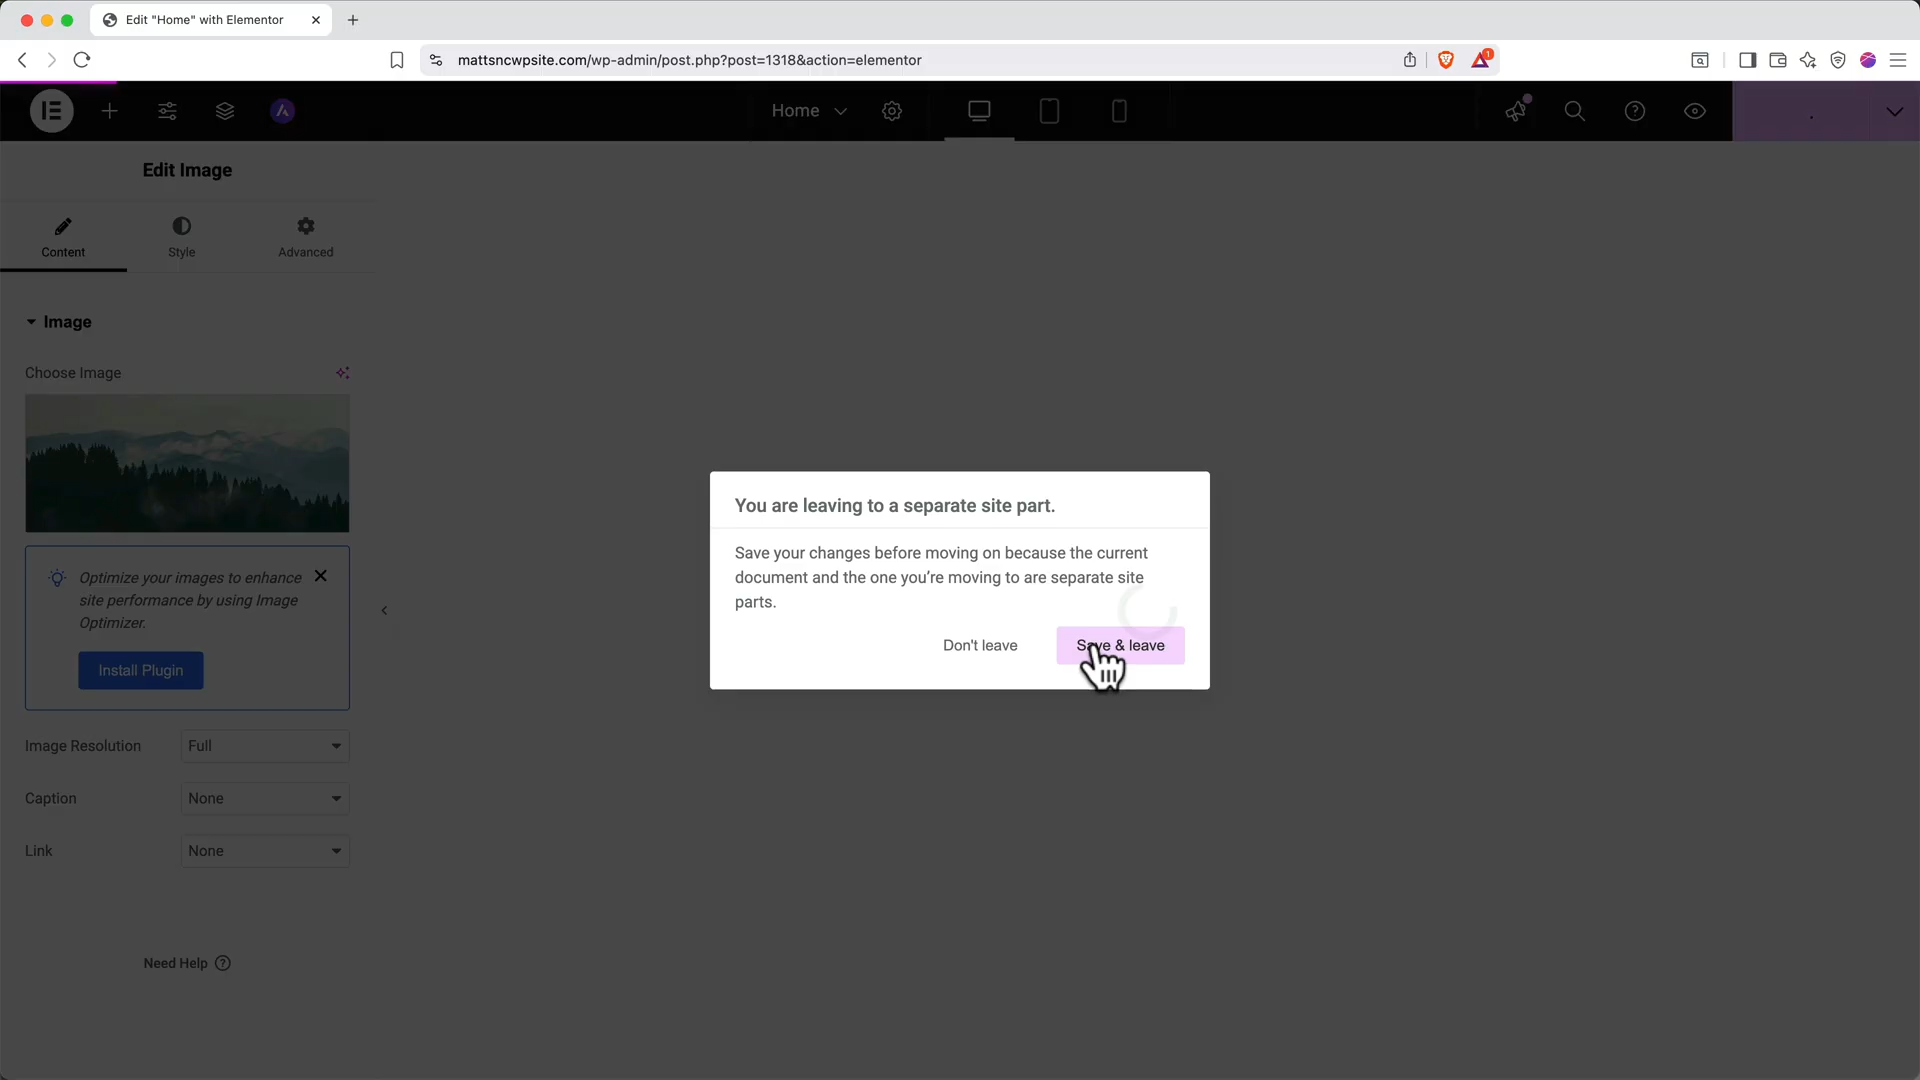 Edit "Home" with Elementor
mattsncwpsite.com/wp-admin/post.php?post=1318&action=elementor
1
Home
Edit Image
Content
Style
Advanced
Image
Choose Image
Optimize your images to enhance
site performance by using Image
Optimizer.
Install Plugin
Image Resolution
Full
Caption
None
Link
None
Need Help
You are leaving to a separate site part.
Save your changes before moving on because the current
document and the one you’re moving to are separate site
parts.
Don't leave
Save & leave